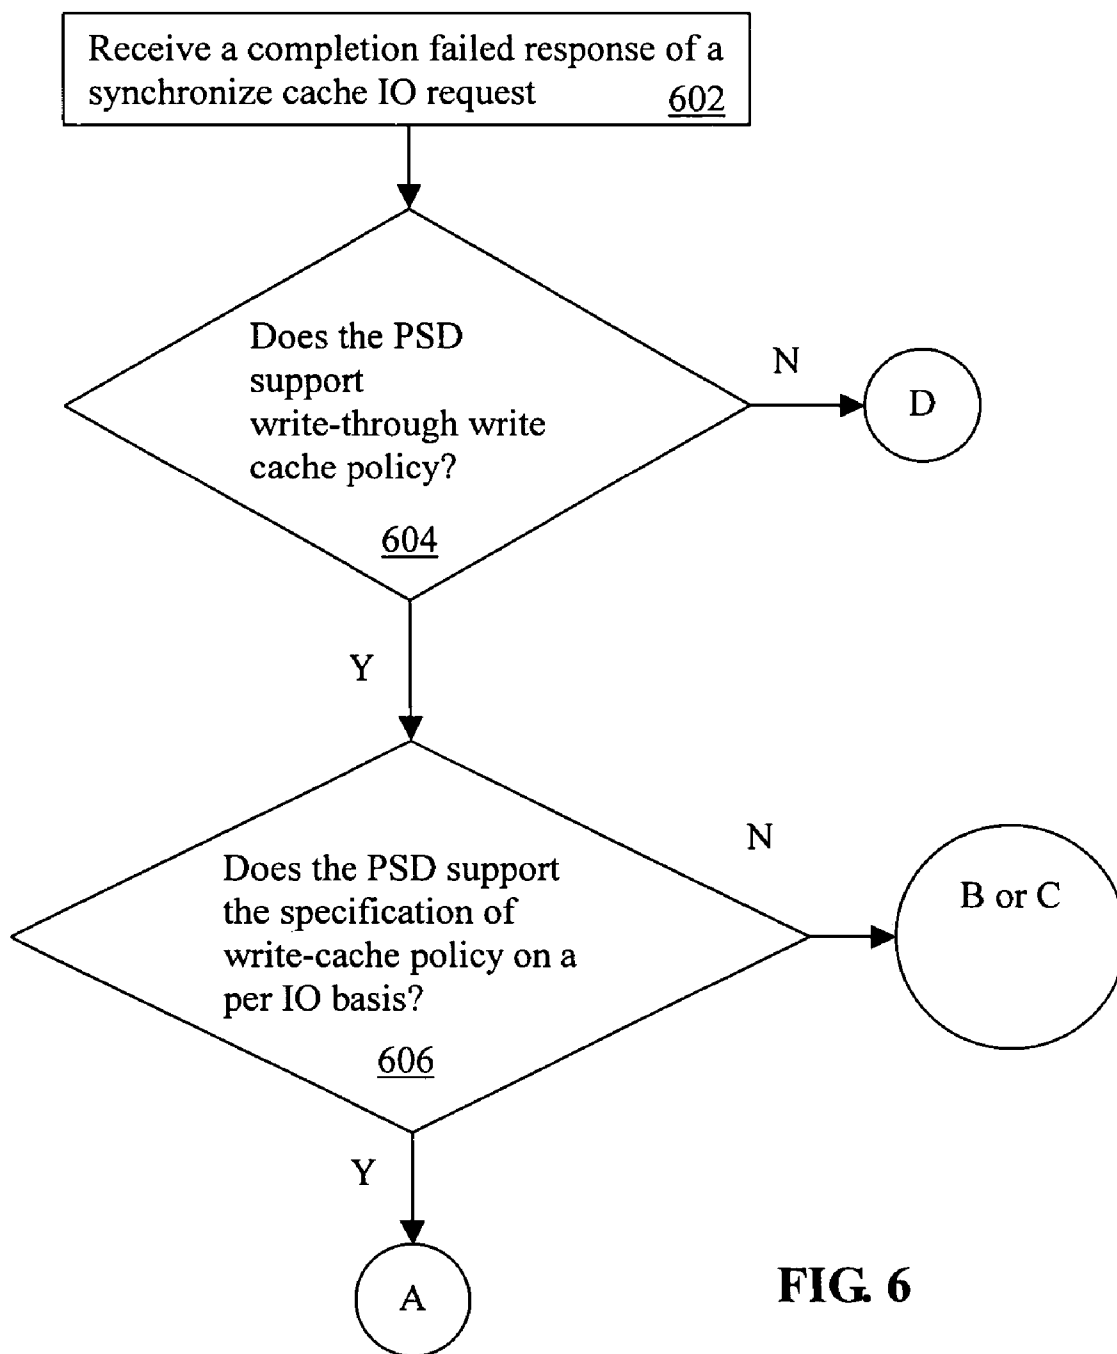 Receive a completion failed response of a
synchronize cache IO request 602
Does the PSD
support
write-through write
cache policy?
604
N
D
Y
Does the PSD support
the specification of
write-cache policy on a
per IO basis?
606
N
B or C
Y
A
FIG. 6